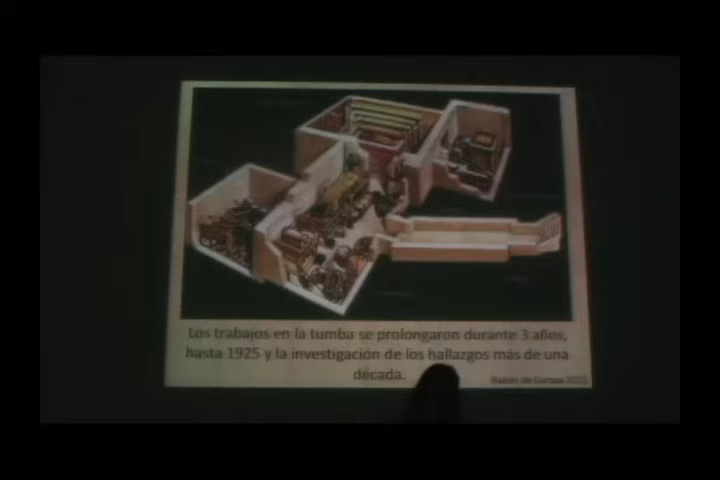 Los trabajos en la tumba se prolongaron durante 3 años,
hasta 1925 y la investigación de los hallazgos más de una
década.